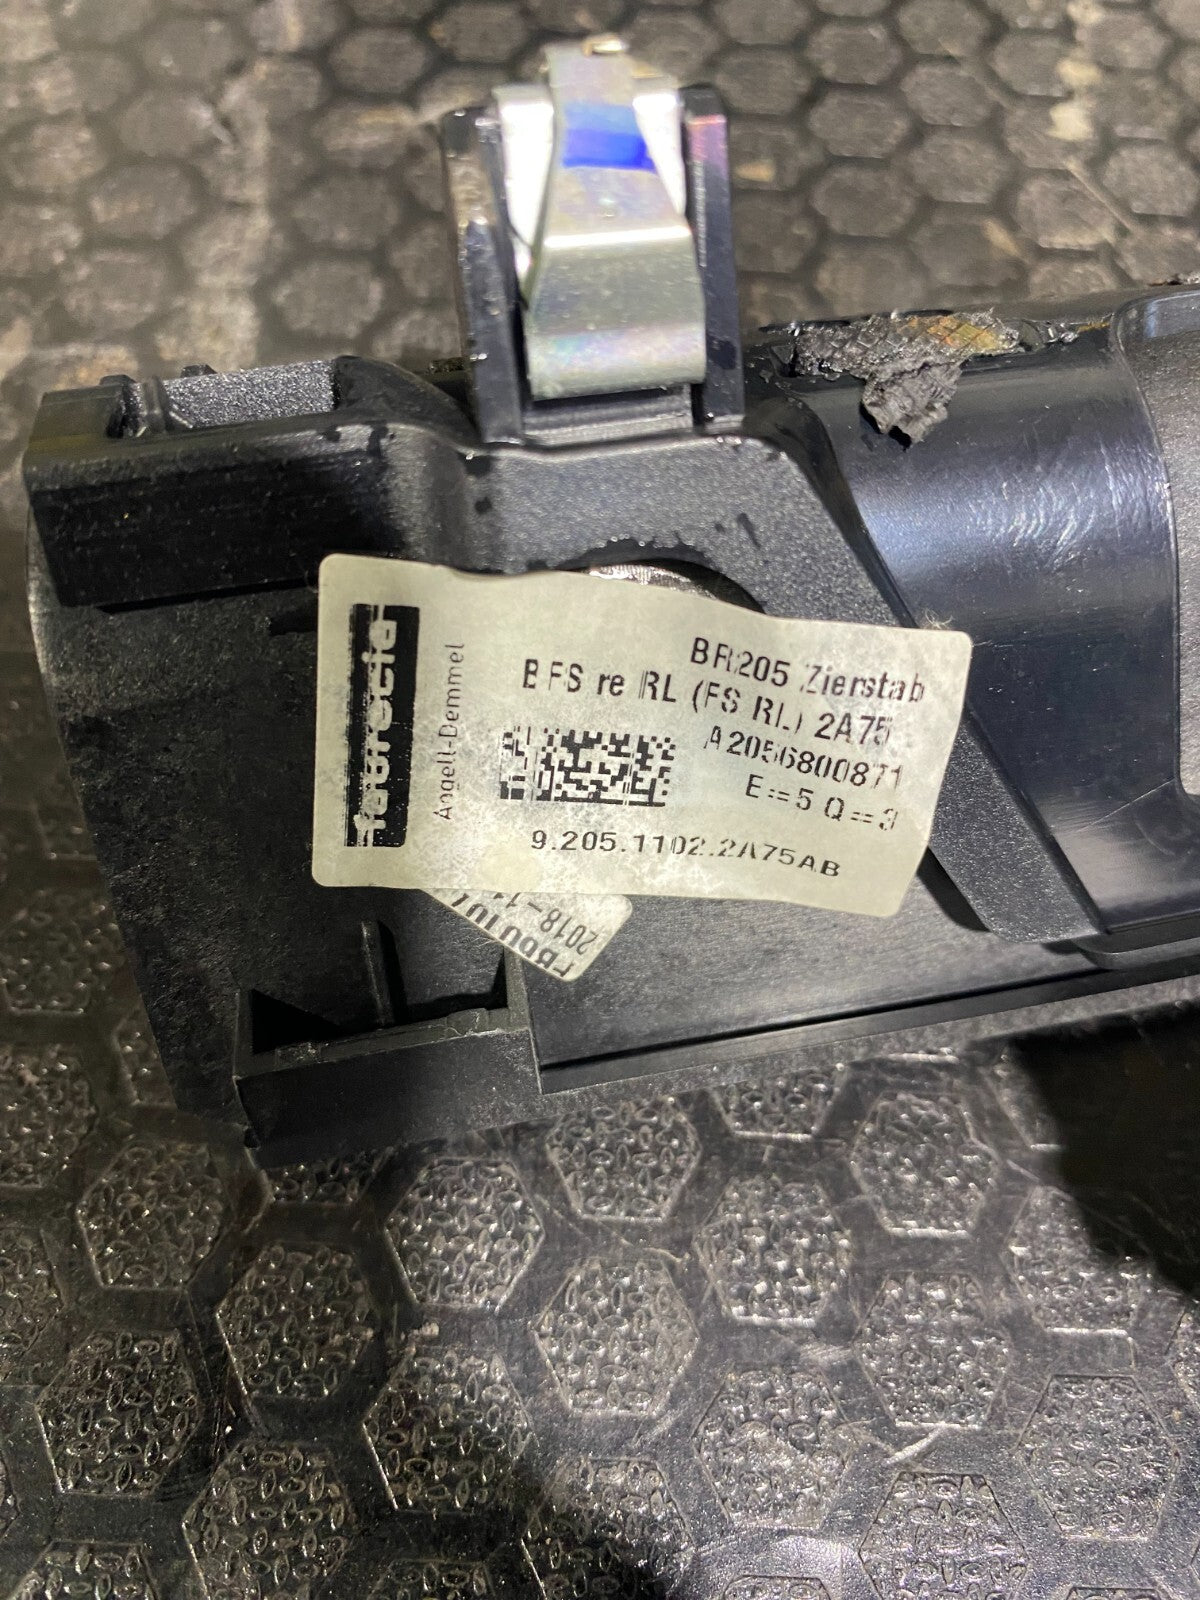 faurecia
Angell-Demmel
BR205 Zierstab
BFS re RL (FS RL) 2A75
A2056800871
E=5 Q=3
9.205.1102.2A75AB
2018-11